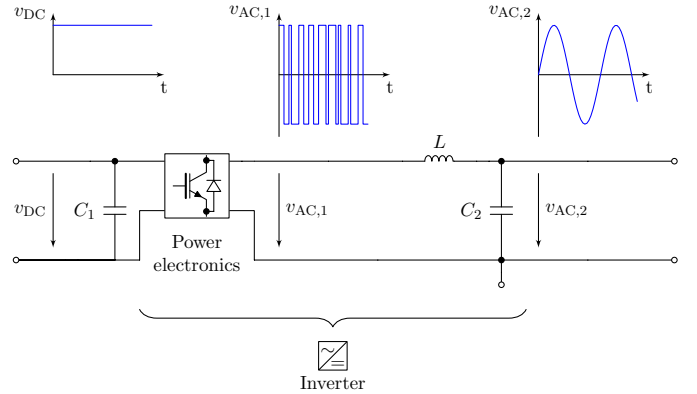 v_DC
t
v_AC,1
t
v_AC,2
t
v_DC
C_1
Power
electronics
v_AC,1
L
C_2
v_AC,2
Inverter